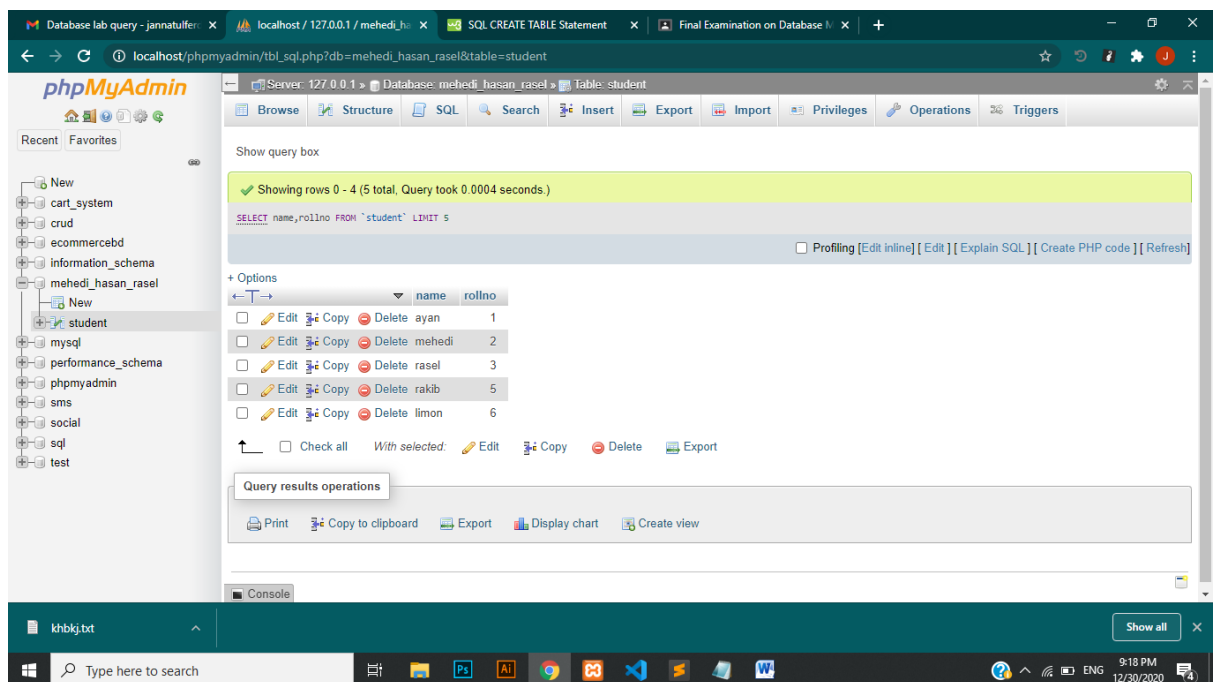 Database lab query - jannatulferd
localhost / 127.0.0.1 / mehedi_ha
SQL CREATE TABLE Statement
Final Examination on Database M
localhost/phpmyadmin/tbl_sql.php?db=mehedi_hasan_rasel&table=student
J
phpMyAdmin
Recent Favorites
New
cart_system
crud
ecommercebd
information_schema
mehedi_hasan_rasel
New
student
mysql
performance_schema
phpmyadmin
sms
social
sql
test
Server: 127.0.0.1 » Database: mehedi_hasan_rasel » Table: student
Browse Structure SQL Search Insert Export Import Privileges Operations Triggers
Show query box
Showing rows 0 - 4 (5 total, Query took 0.0004 seconds.)
SELECT name,rollno FROM `student` LIMIT 5
Profiling [Edit inline] [ Edit ] [ Explain SQL ] [ Create PHP code ] [ Refresh]
+ Options
←T→ name rollno
Edit Copy Delete ayan 1
Edit Copy Delete mehedi 2
Edit Copy Delete rasel 3
Edit Copy Delete rakib 5
Edit Copy Delete limon 6
Check all With selected: Edit Copy Delete Export
Query results operations
Print Copy to clipboard Export Display chart Create view
Console
khbkj.txt
Show all
Type here to search
Ps
Ai
W
ENG
9:18 PM
12/30/2020
4